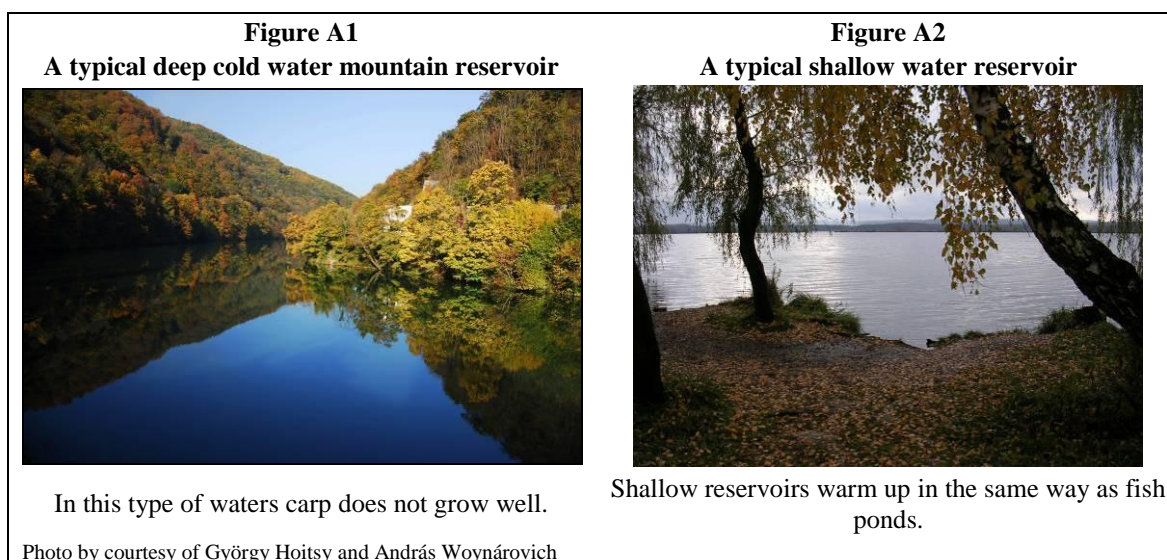 Figure A1
A typical deep cold water mountain reservoir
In this type of waters carp does not grow well.
Photo by courtesy of György Hoitsy and András Woynárovich
Figure A2
A typical shallow water reservoir
Shallow reservoirs warm up in the same way as fish
ponds.